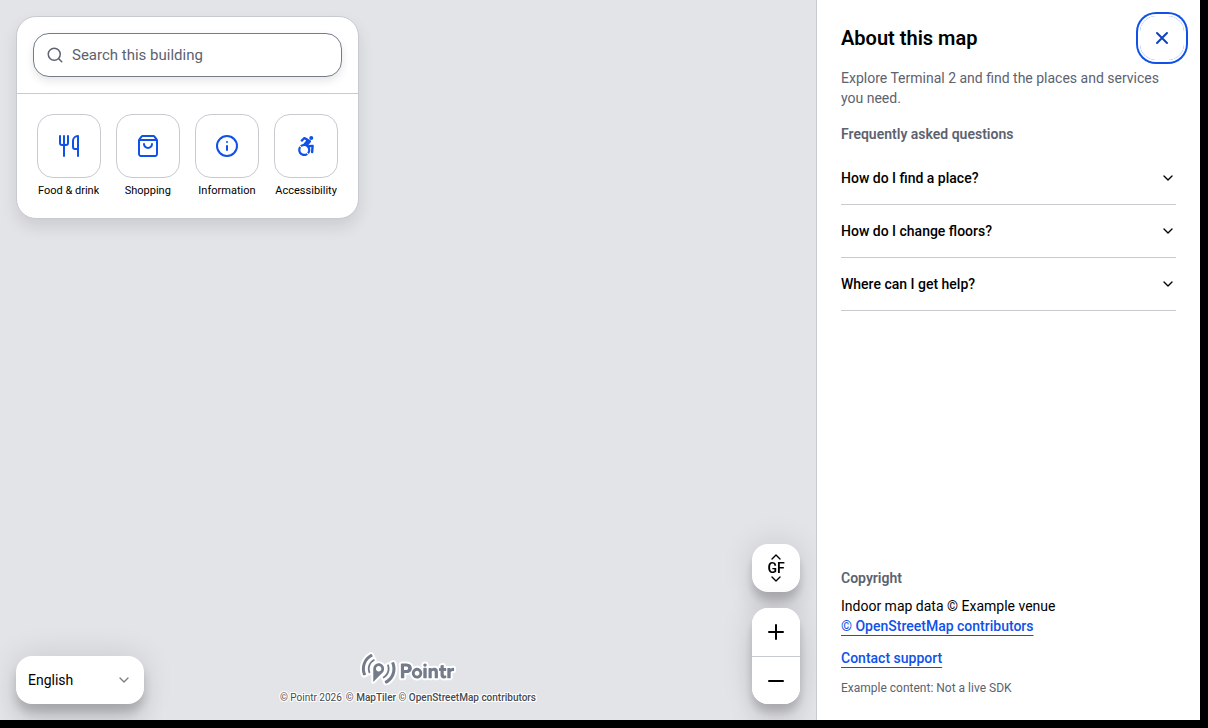 Search this building
Food & drink
Shopping
Information
Accessibility
English
Pointr
© Pointr 2026 © MapTiler © OpenStreetMap contributors
GF
About this map
Explore Terminal 2 and find the places and services
you need.
Frequently asked questions
How do I find a place?
How do I change floors?
Where can I get help?
Copyright
Indoor map data © Example venue
© OpenStreetMap contributors
Contact support
Example content: Not a live SDK